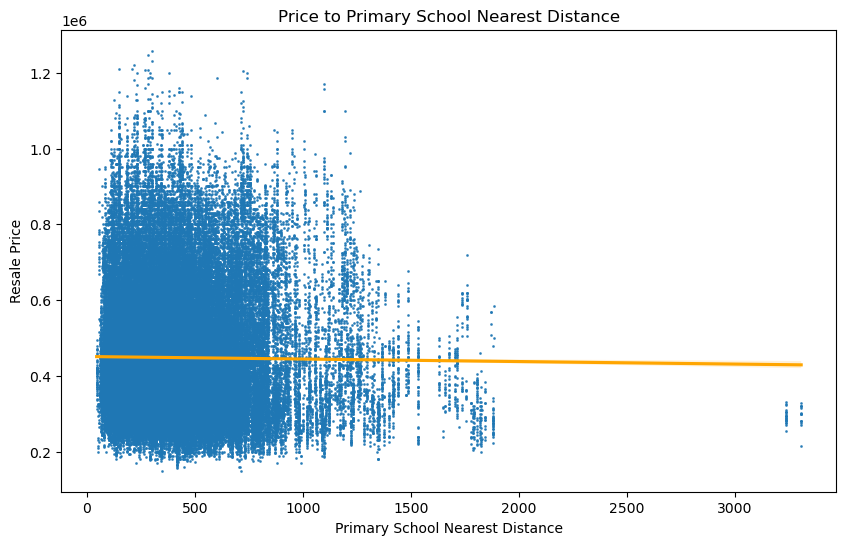 Price to Primary School Nearest Distance
1e6
1.2
1.0
0.8
0.6
0.4
0.2
Resale Price
0 500 1000 1500 2000 2500 3000
Primary School Nearest Distance